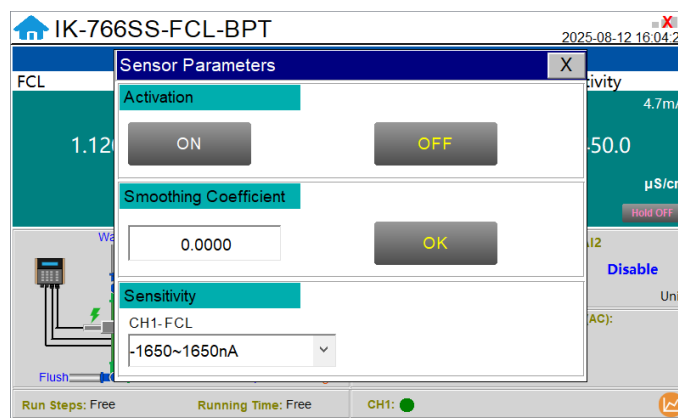 IK-766SS-FCL-BPT
X
2025-08-12 16:04:2
Sensor Parameters
X
FCL
tivity
Activation
4.7m
ON
OFF
1.12
50.0
µS/c
Smoothing Coefficient
Hold OFF
0.0000
OK
Wa
AI2
Disable
Sensitivity
Uni
CH1-FCL
(AC):
-1650~1650nA
Flush
Run Steps: Free
Running Time: Free
CH1: